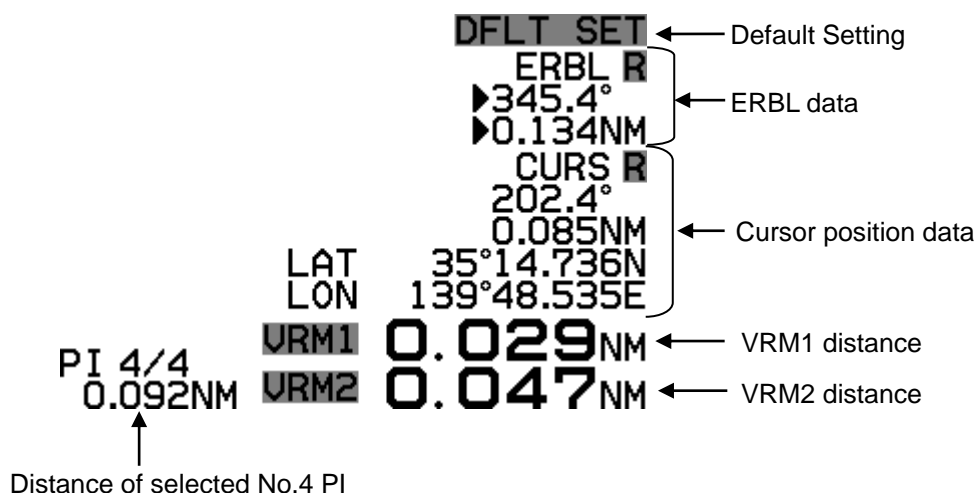 DFLT SET Default Setting
ERBL R
▶345.4° ERBL data
▶0.134NM
CURS R
202.4°
0.085NM Cursor position data
LAT 35°14.736N
LON 139°48.535E
VRM1 0.029NM VRM1 distance
PI 4/4
0.092NM VRM2 0.047NM VRM2 distance
Distance of selected No.4 PI